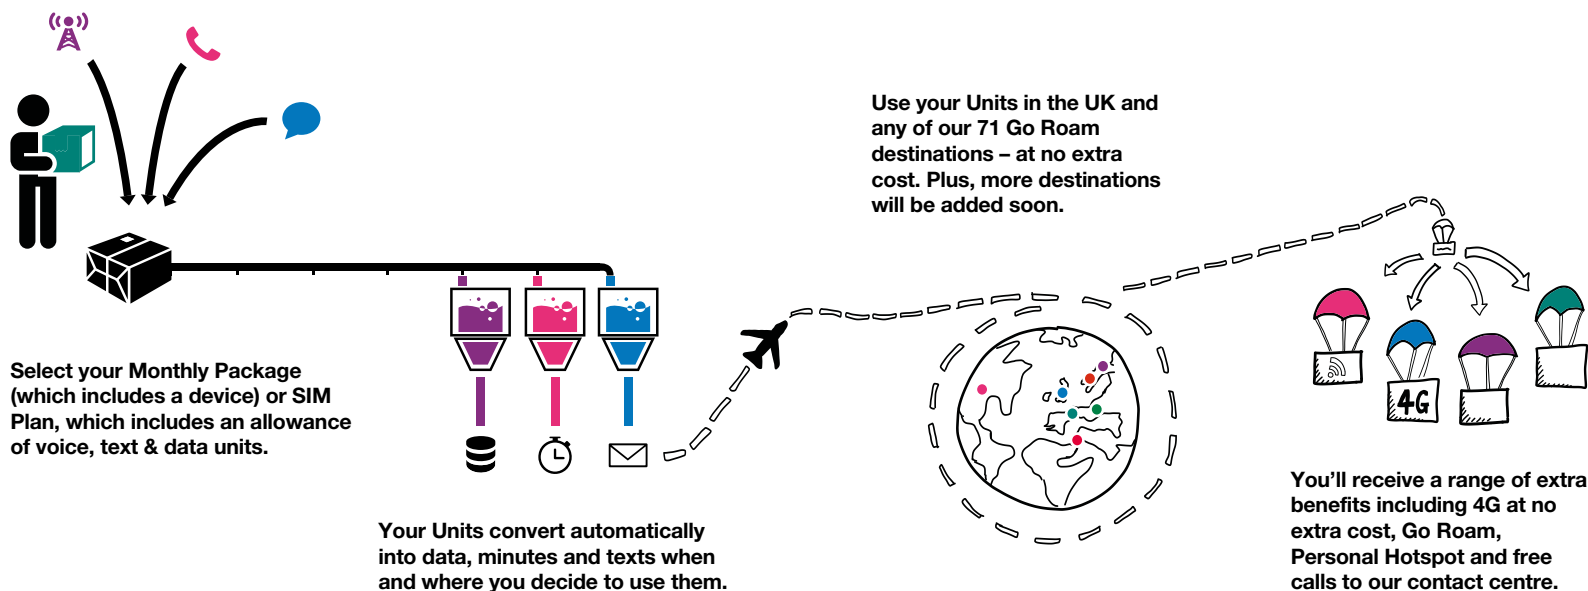 Select your Monthly Package
(which includes a device) or SIM
Plan, which includes an allowance
of voice, text & data units.
Your Units convert automatically
into data, minutes and texts when
and where you decide to use them.
Use your Units in the UK and
any of our 71 Go Roam
destinations – at no extra
cost. Plus, more destinations
will be added soon.
4G
You’ll receive a range of extra
benefits including 4G at no
extra cost, Go Roam,
Personal Hotspot and free
calls to our contact centre.